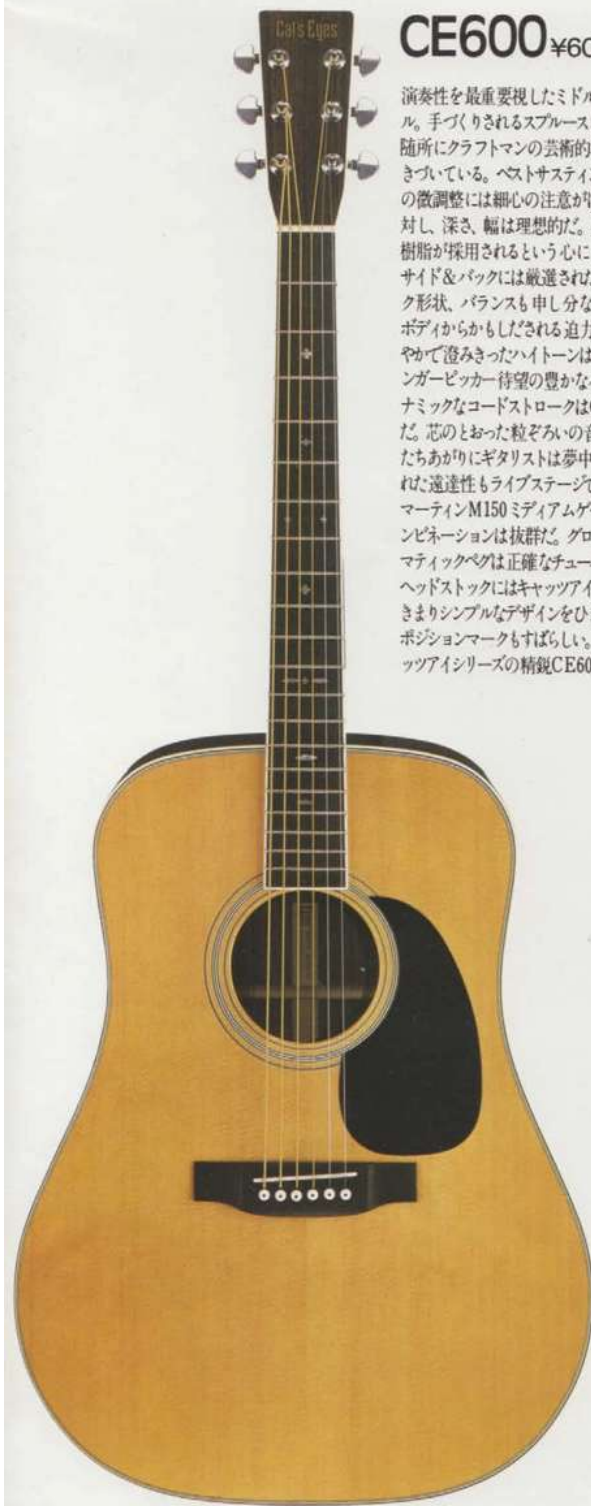 Cat's Eyes
CE600 ¥60
演奏性を最重要視したミドル
ル。手づくりされるスプルース
随所にクラフトマンの芸術的
きづいている。ベストサスティ
の微調整には細心の注意が
対し、深さ、幅は理想的だ。
樹脂が採用されるという心に
サイド&バックには厳選された
ク形状、バランスも申し分な
ボディからかもしだされる迫力
やかで澄みきったハイトーンは
ンガーピッカー待望の豊かな
ナミックなコードストロークは
だ。芯のとおった粒ぞろいの音
たちあがりにギタリストは夢中
れた遠達性もライブステージで
マーティンM150ミディアムゲ
ンビネーションは抜群だ。グロ
マティックペグは正確なチュー
ヘッドストックにはキャッツアイ
きまりシンプルなデザインをひ
ポジションマークもすばらしい。
ッツアイシリーズの精鋭CE60